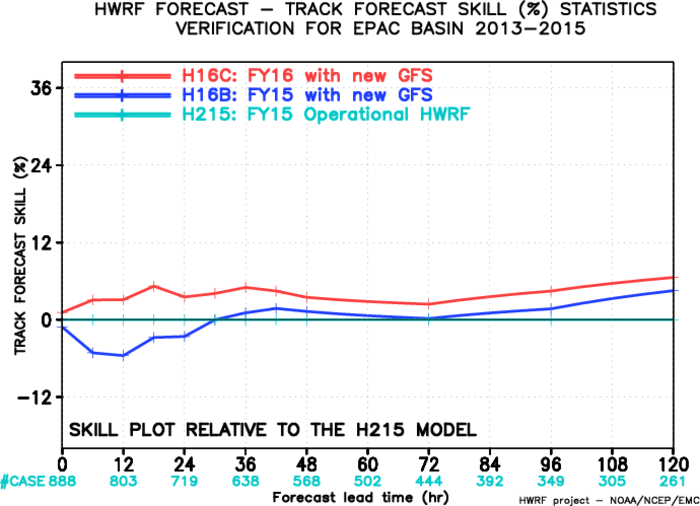 HWRF FORECAST – TRACK FORECAST SKILL (%) STATISTICS
VERIFICATION FOR EPAC BASIN 2013–2015
H16C: FY16 with new GFS
H16B: FY15 with new GFS
H215: FY15 Operational HWRF
36
24
12
0
−12
TRACK FORECAST SKILL (%)
SKILL PLOT RELATIVE TO THE H215 MODEL
0 12 24 36 48 60 72 84 96 108 120
#CASE 888 803 719 638 568 502 444 392 349 305 261
Forecast lead time (hr)
HWRF project – NOAA/NCEP/EMC